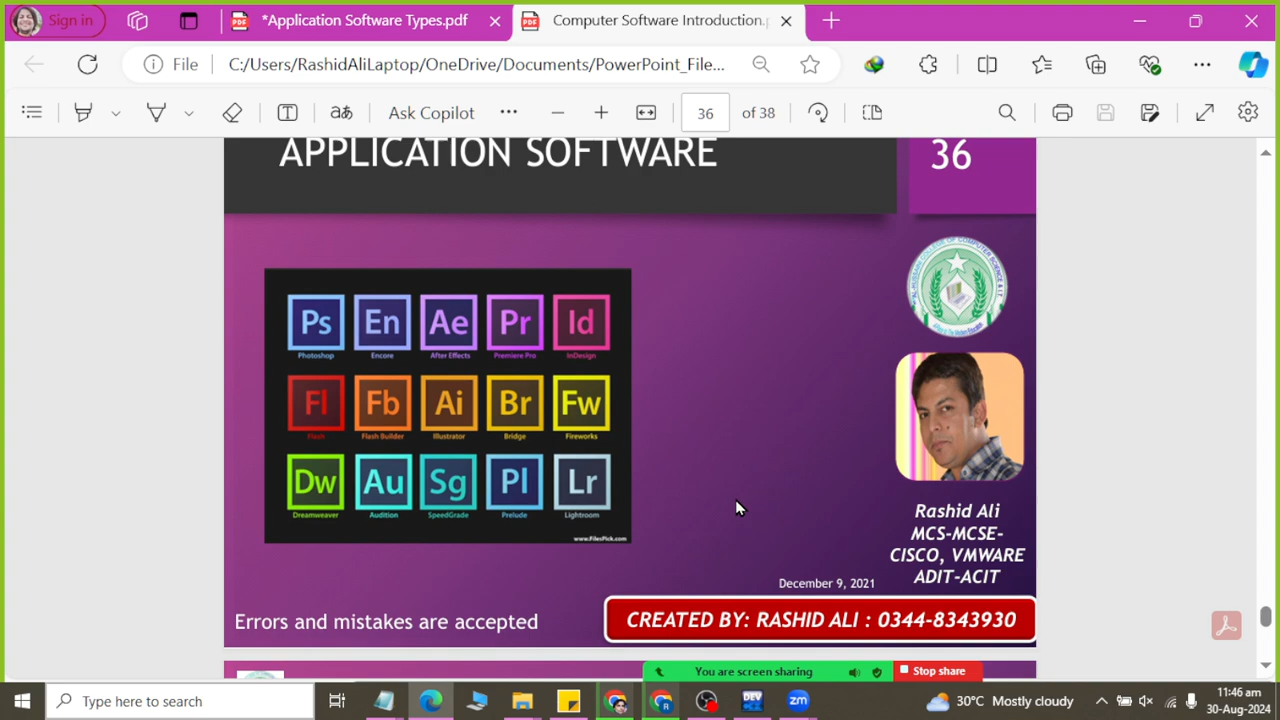 Sign in
*Application Software Types.pdf
Computer Software Introduction.p
File
C:/Users/RashidAliLaptop/OneDrive/Documents/PowerPoint_File...
aあ
Ask Copilot
36
of 38
APPLICATION SOFTWARE
36
Ps
En
Ae
Pr
Id
Photoshop
Encore
After Effects
Premiere Pro
InDesign
Fl
Fb
Ai
Br
Fw
Flash
Flash Builder
Illustrator
Bridge
Fireworks
Dw
Au
Sg
Pl
Lr
Dreamweaver
Audition
SpeedGrade
Prelude
Lightroom
www.FilesPick.com
Rashid Ali
MCS-MCSE-
CISCO, VMWARE
ADIT-ACIT
December 9, 2021
Errors and mistakes are accepted
CREATED BY: RASHID ALI : 0344-8343930
You are screen sharing
Stop share
Type here to search
DEV
zm
30°C Mostly cloudy
11:46 am
30-Aug-2024